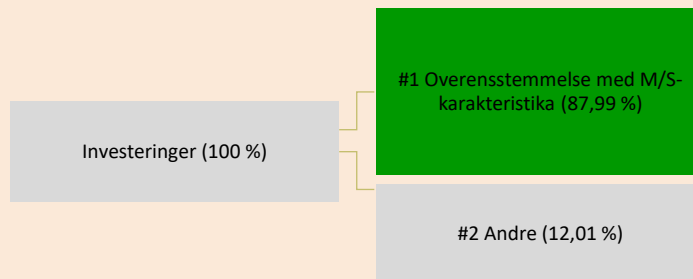 #1 Overensstemmelse med M/S-
karakteristika (87,99 %)
Investeringer (100 %)
#2 Andre (12,01 %)